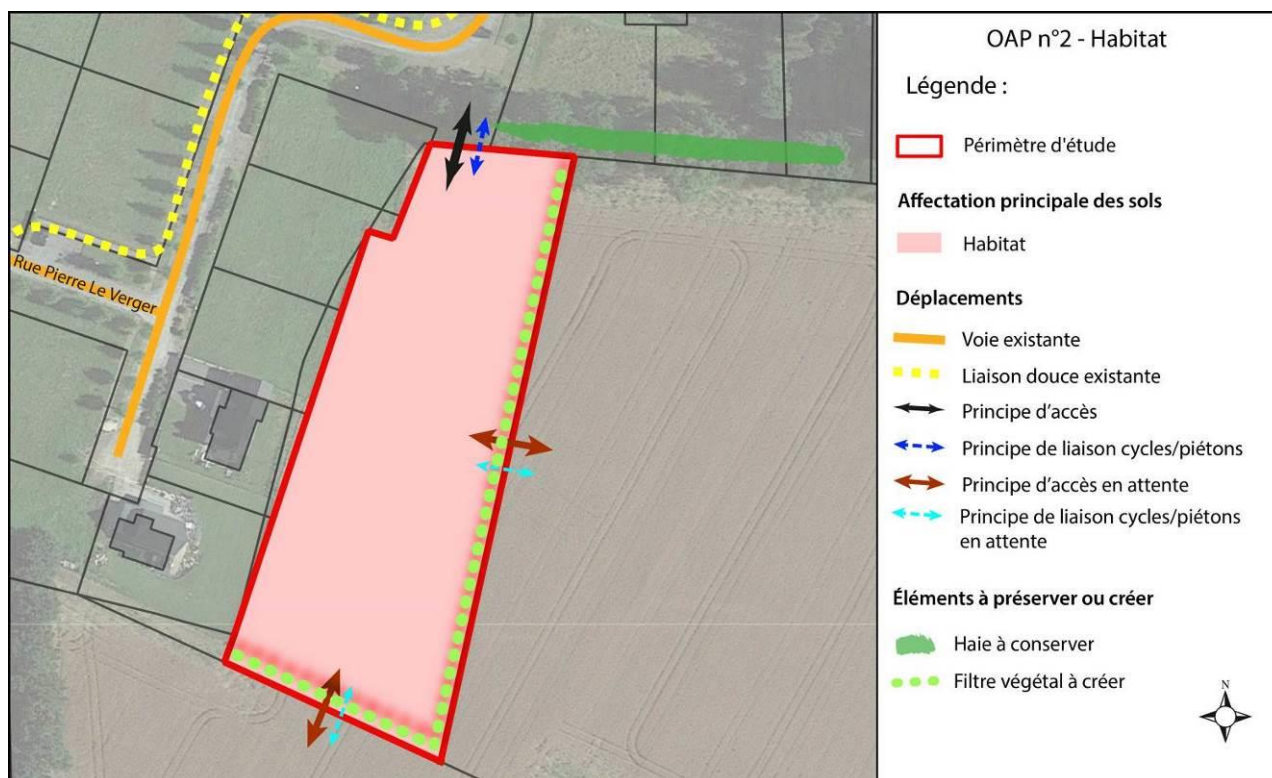 OAP n°2 - Habitat
Légende :
Périmètre d'étude
Affectation principale des sols
Habitat
Déplacements
Voie existante
Liaison douce existante
Principe d'accès
Principe de liaison cycles/piétons
Principe d'accès en attente
Principe de liaison cycles/piétons
en attente
Éléments à préserver ou créer
Haie à conserver
Filtre végétal à créer
N
Rue Pierre Le Verger